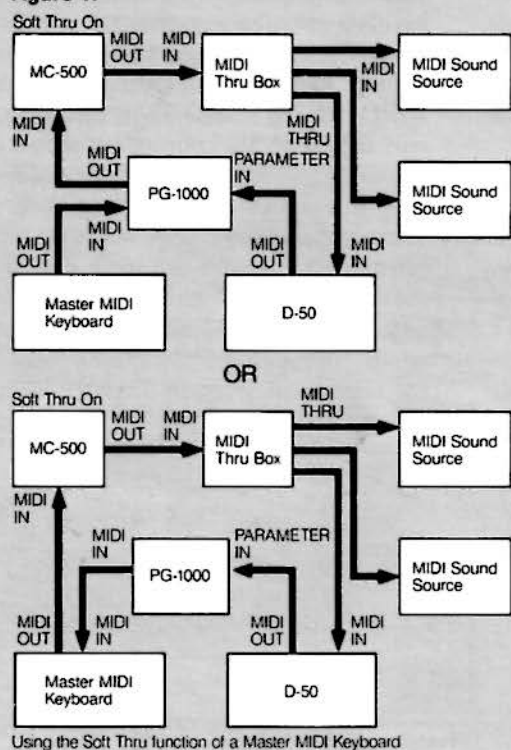 Figure
Soft Thru On
MC-500
MIDI
OUT
MIDI
IN
MIDI
Thru Box
MIDI
IN
MIDI Sound
Source
MIDI
IN
MIDI
OUT
MIDI
THRU
PARAMETER
IN
PG-1000
MIDI
IN
MIDI Sound
Source
MIDI
OUT
MIDI
OUT
MIDI
IN
Master MIDI
Keyboard
D-50
OR
Soft Thru On
MC-500
MIDI
OUT
MIDI
IN
MIDI
Thru Box
MIDI
THRU
MIDI Sound
Source
MIDI
IN
MIDI
IN
PARAMETER
IN
PG-1000
MIDI Sound
Source
MIDI
OUT
MIDI
IN
MIDI
OUT
MIDI
IN
Master MIDI
Keyboard
D-50
Using the Soft Thru function of a Master MIDI Keyboard